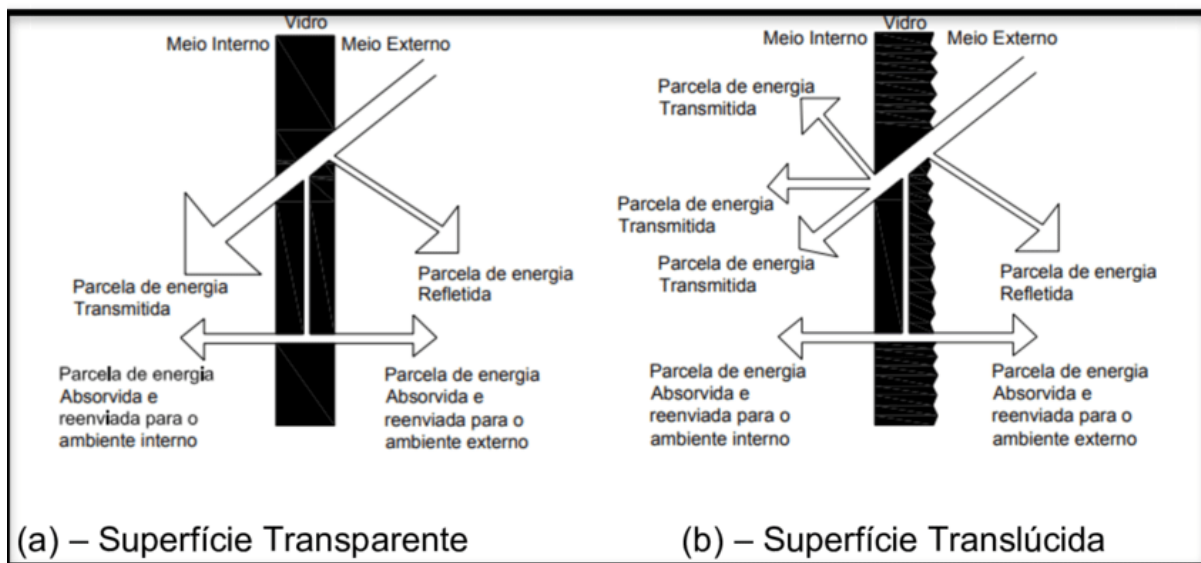 Vidro
Meio Interno
Meio Externo
Parcela de energia
Transmitida
Parcela de energia
Refletida
Parcela de energia
Absorvida e
reenviada para o
ambiente interno
Parcela de energia
Absorvida e
reenviada para o
ambiente externo
(a) – Superfície Transparente
Vidro
Meio Interno
Meio Externo
Parcela de energia
Transmitida
Parcela de energia
Transmitida
Parcela de energia
Transmitida
Parcela de energia
Refletida
Parcela de energia
Absorvida e
reenviada para o
ambiente interno
Parcela de energia
Absorvida e
reenviada para o
ambiente externo
(b) – Superfície Translúcida